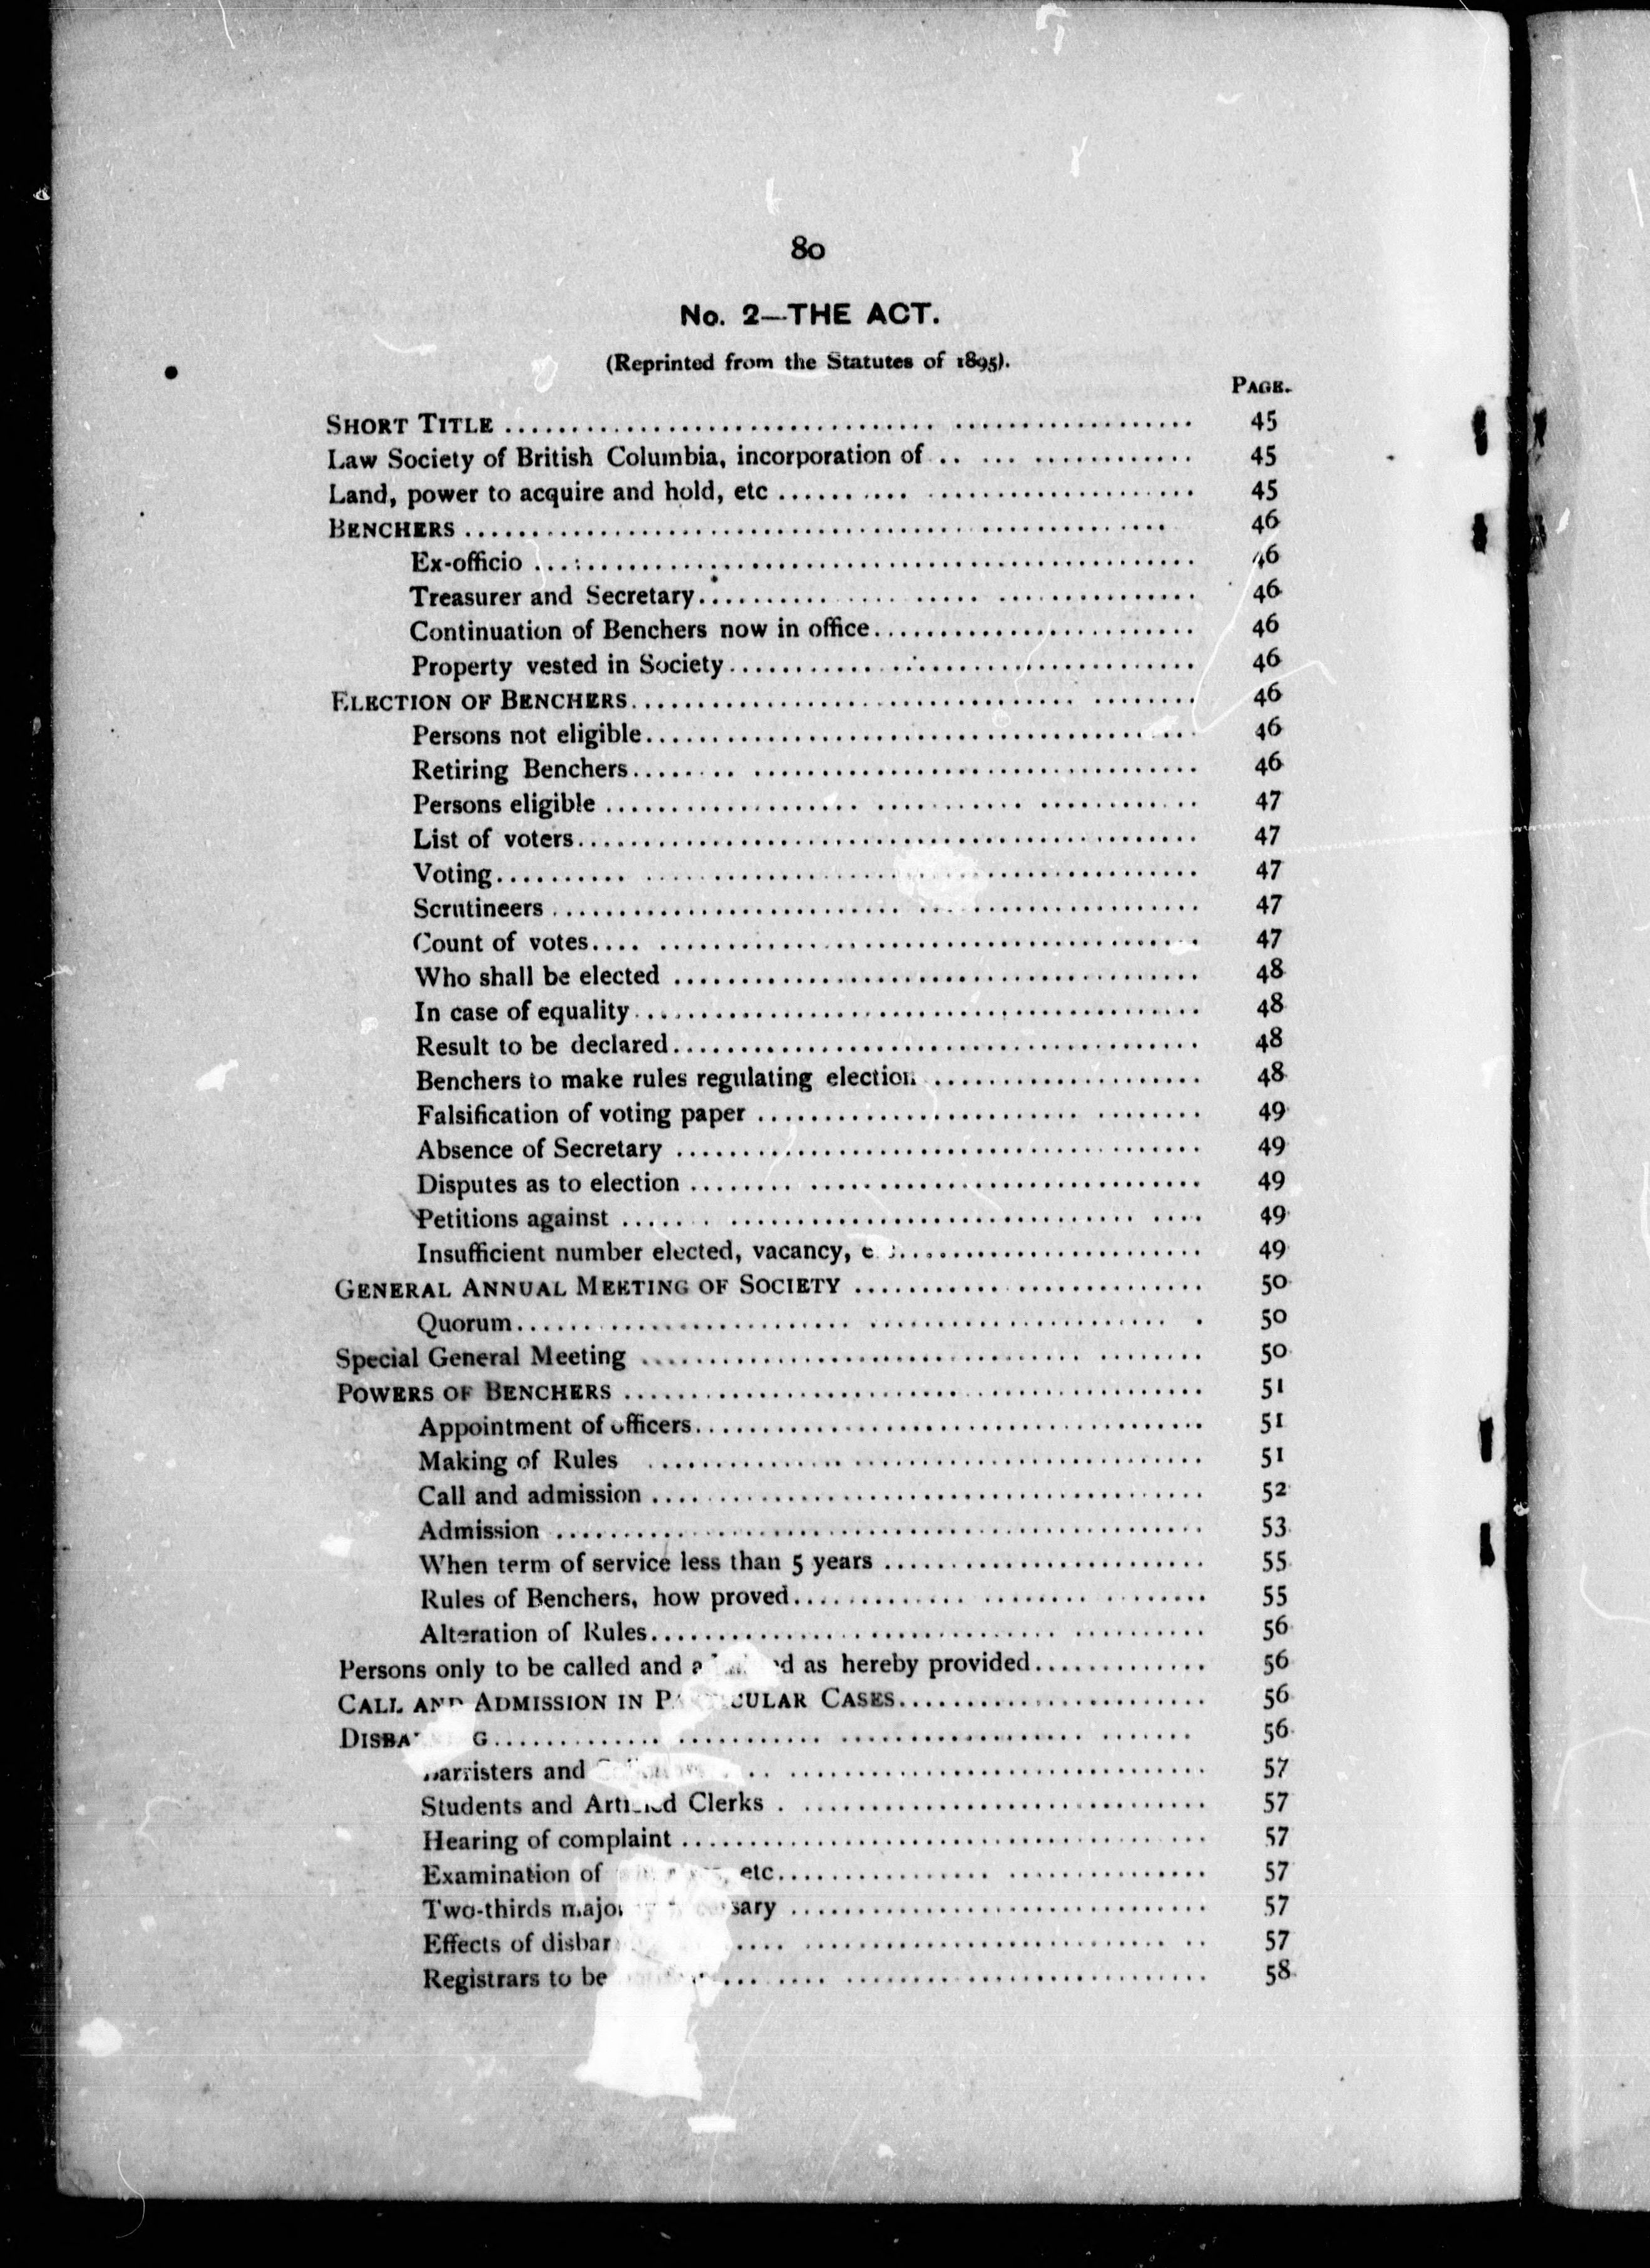 80
No. 2—THE ACT.
(Reprinted from the Statutes of 1895).
PAGE.
SHORT TITLE ........ 45
Law Society of British Columbia, incorporation of ........ 45
Land, power to acquire and hold, etc ........ 45
BENCHERS ........ 46
Ex-officio ........ 46
Treasurer and Secretary ........ 46
Continuation of Benchers now in office ........ 46
Property vested in Society ........ 46
ELECTION OF BENCHERS ........ 46
Persons not eligible ........ 46
Retiring Benchers ........ 46
Persons eligible ........ 47
List of voters ........ 47
Voting ........ 47
Scrutineers ........ 47
Count of votes ........ 47
Who shall be elected ........ 48
In case of equality ........ 48
Result to be declared ........ 48
Benchers to make rules regulating election ........ 48
Falsification of voting paper ........ 49
Absence of Secretary ........ 49
Disputes as to election ........ 49
Petitions against ........ 49
Insufficient number elected, vacancy, ........ 49
GENERAL ANNUAL MEETING OF SOCIETY ........ 50
Quorum ........ 50
Special General Meeting ........ 50
POWERS OF BENCHERS ........ 51
Appointment of officers ........ 51
Making of Rules ........ 51
Call and admission ........ 52
Admission ........ 53
When term of service less than 5 years ........ 55
Rules of Benchers, how proved ........ 55
Alteration of Rules ........ 56
Persons only to be called and as hereby provided ........ 56
CALL AND ADMISSION IN PARTICULAR CASES ........ 56
........ 56
Barristers and ........ 57
Students and Articled Clerks ........ 57
Hearing of complaint ........ 57
Examination of etc ........ 57
Two-thirds ........ 57
Effects of ........ 57
Registrars to be ........ 58